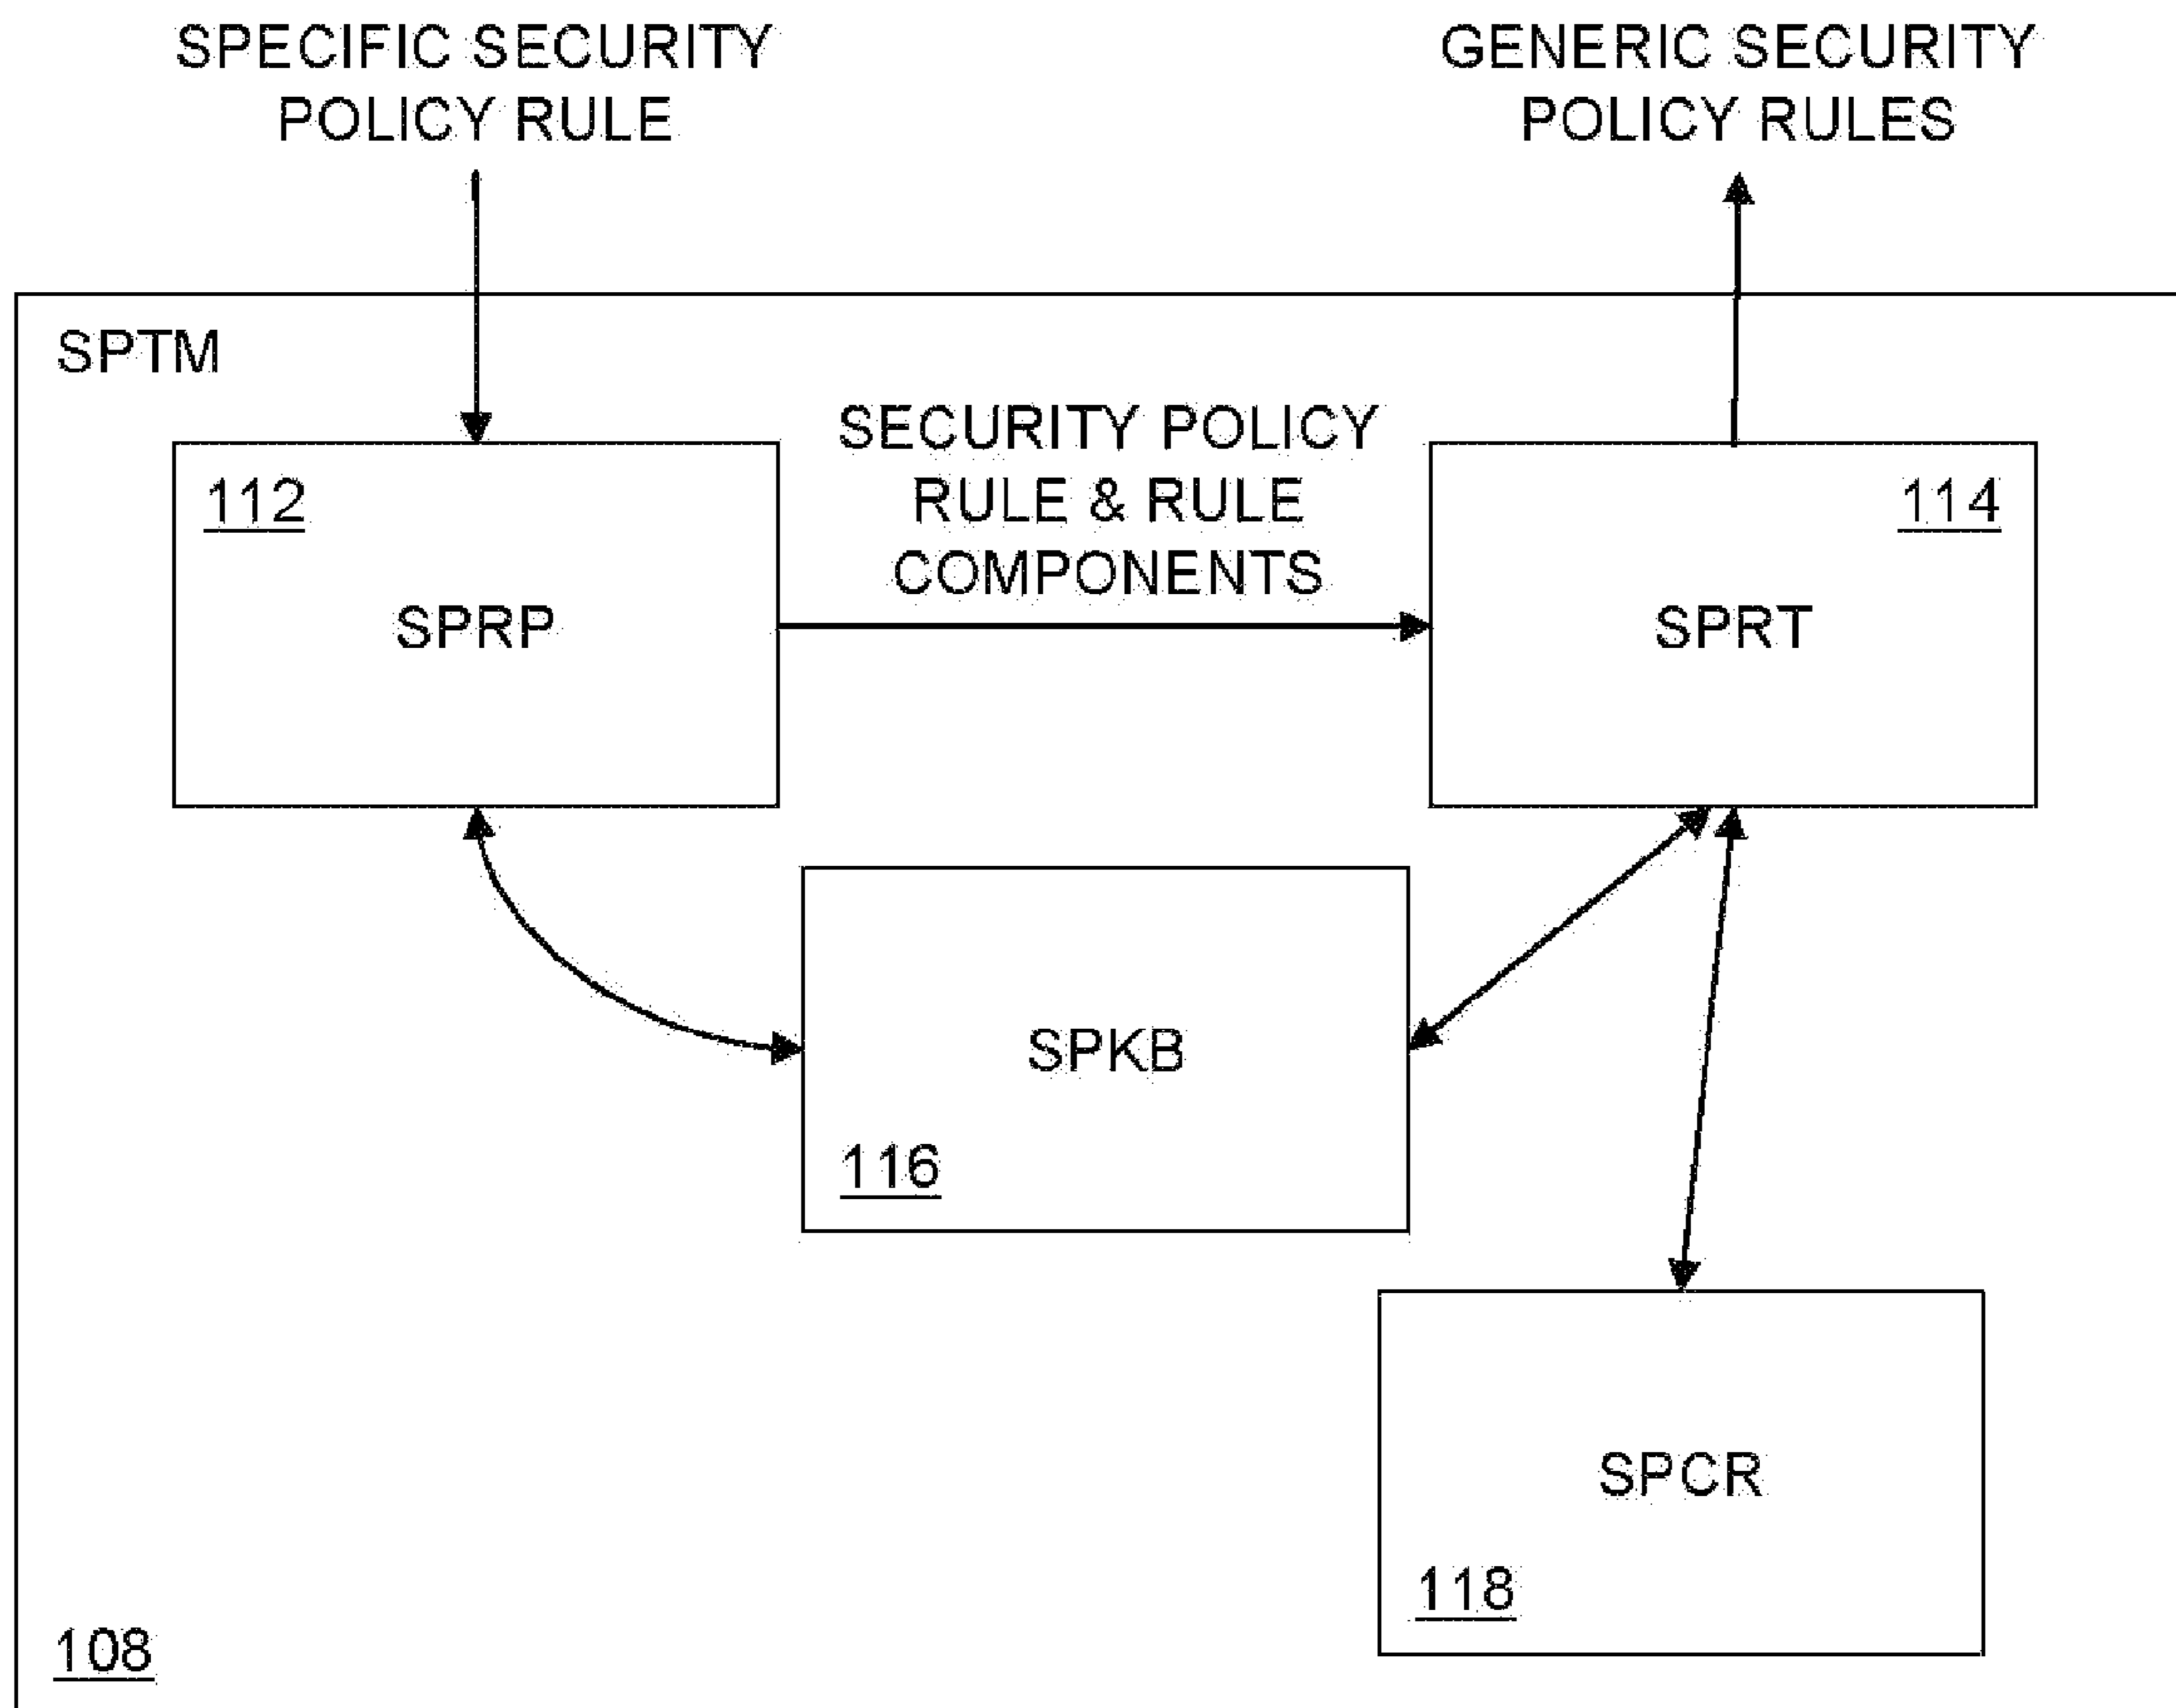 SPECIFIC SECURITY
POLICY RULE
GENERIC SECURITY
POLICY RULES
SPTM
SECURITY POLICY
RULE & RULE
COMPONENTS
112
SPRP
114
SPRT
SPKB
116
SPCR
118
108